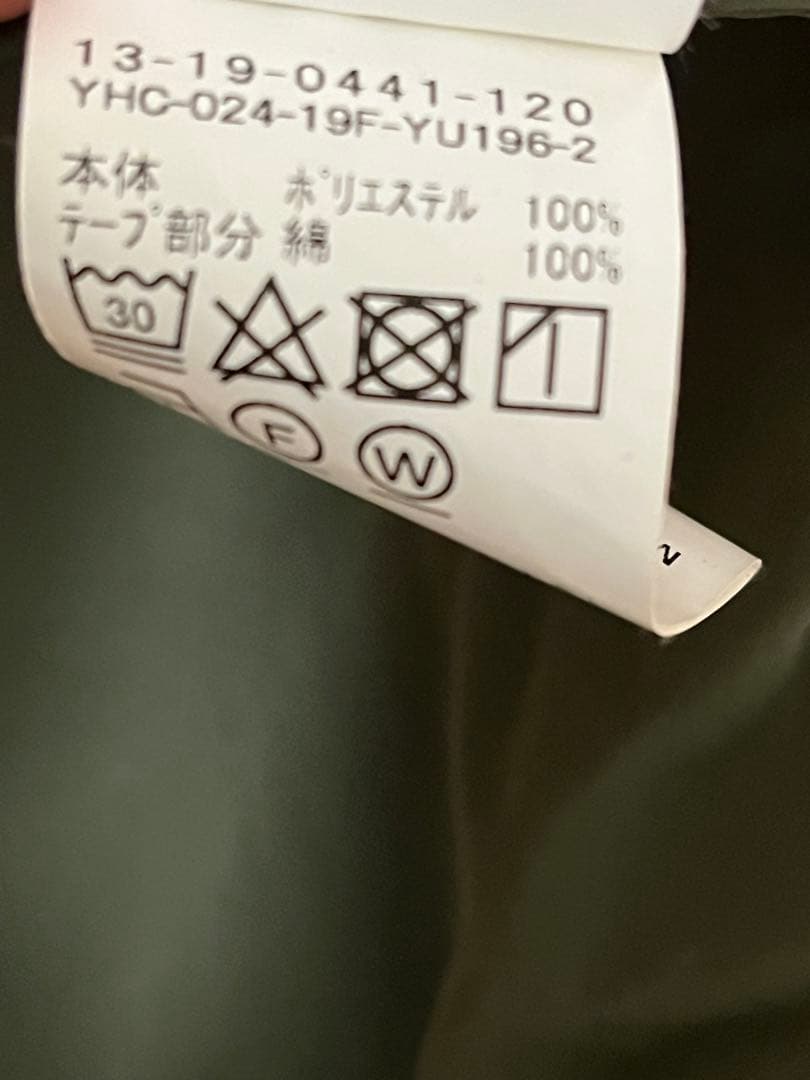 13-19-0441-120
YHC-024-19F-YU196-2
本体 ポリエステル 100%
テープ部分 綿 100%
30
F W